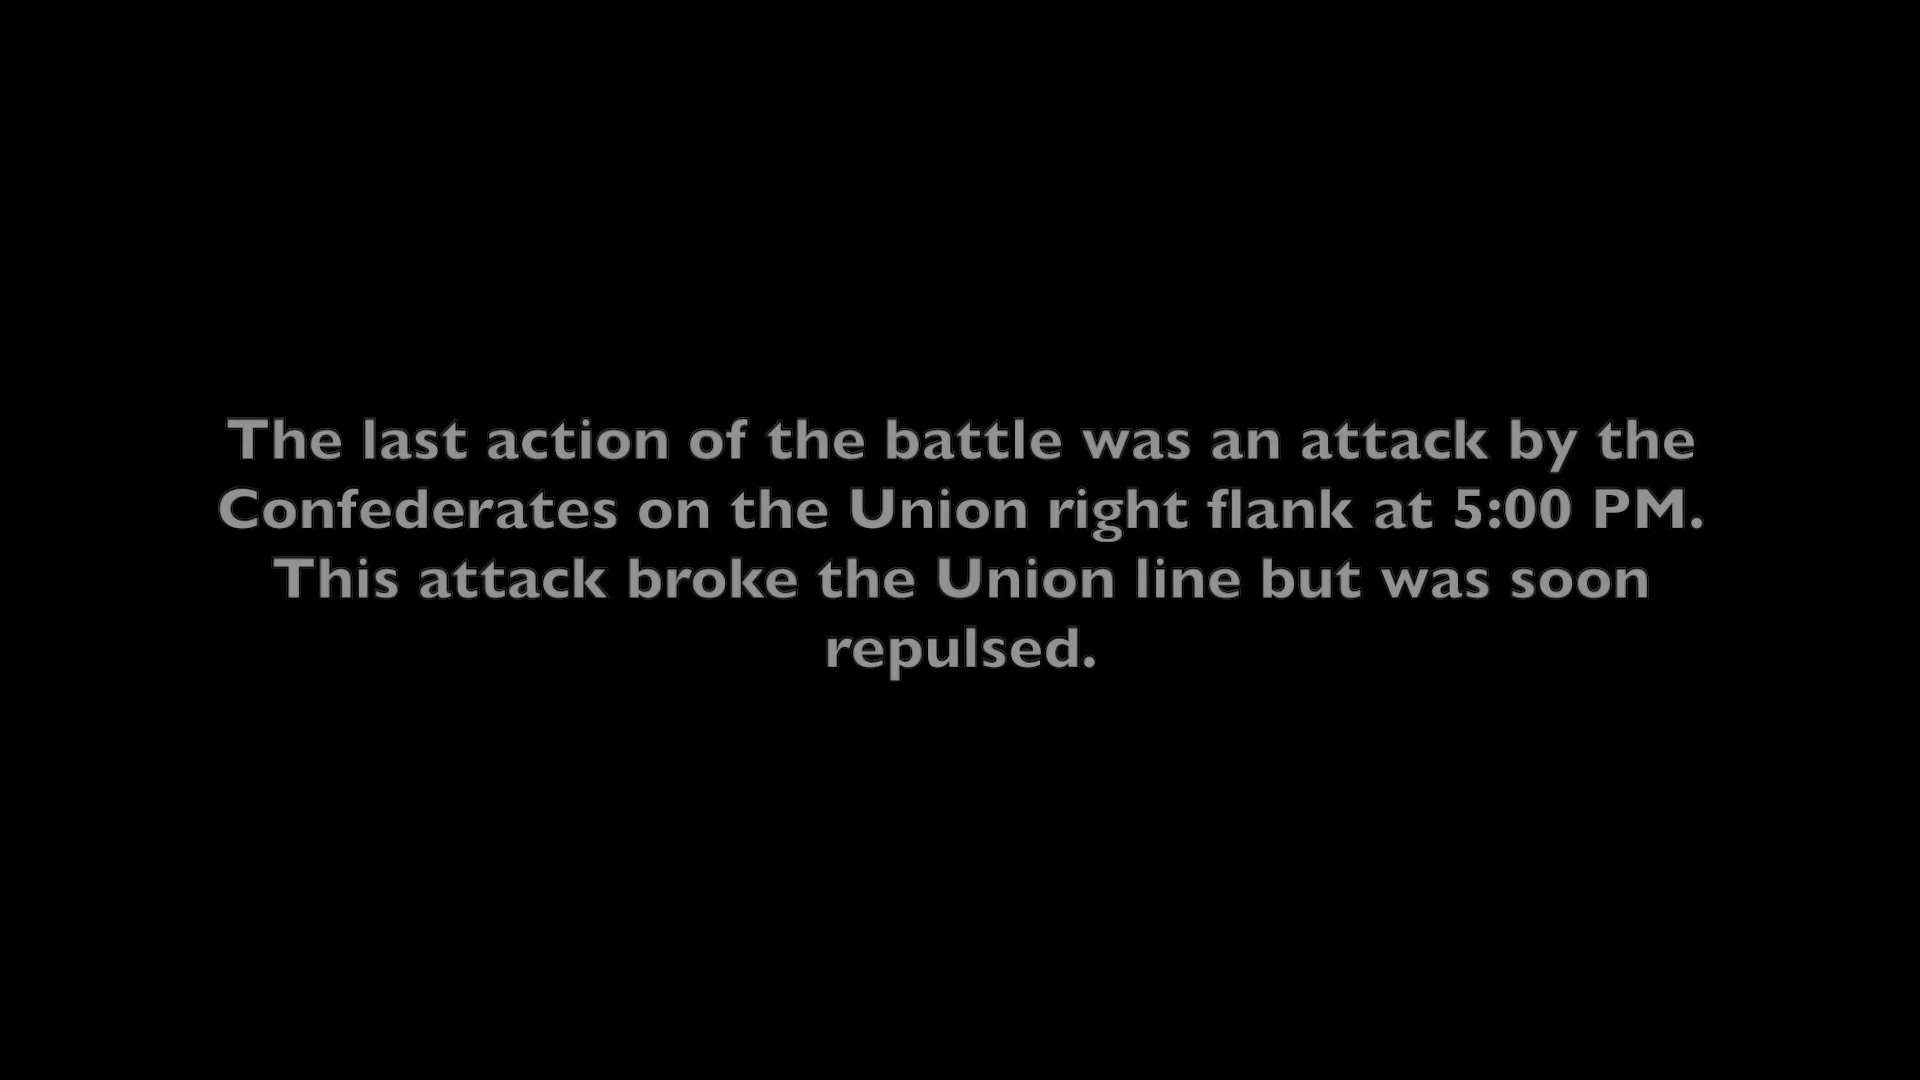 The last action of the battle was an attack by the
Confederates on the Union right flank at 5:00 PM.
This attack broke the Union line but was soon
repulsed.